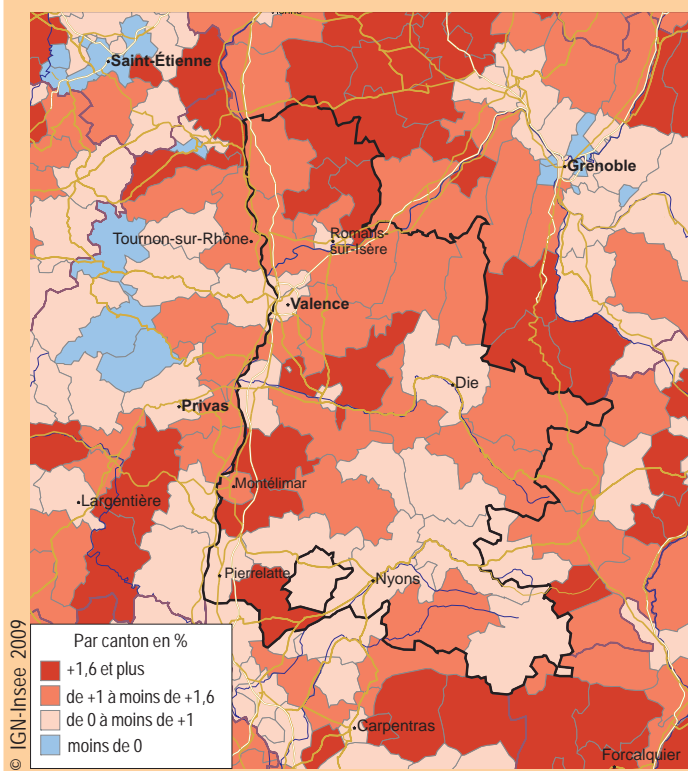 Vienne
Saint-Étienne
Grenoble
Tournon-sur-Rhône
Romans-
sur-Isère
Valence
Die
Privas
Largentière
Montélimar
Pierrelatte
Nyons
Carpentras
Forcalquier
Par canton en %
+1,6 et plus
de +1 à moins de +1,6
de 0 à moins de +1
moins de 0
© IGN-Insee 2009